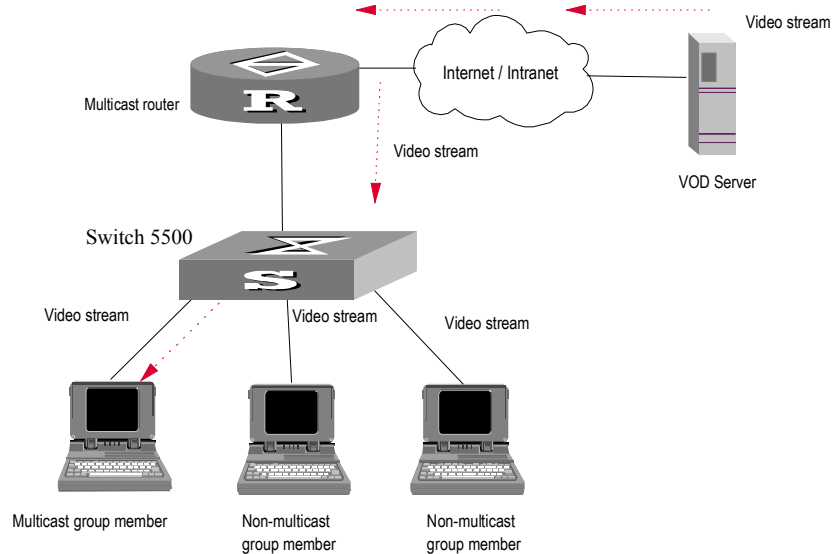 Video stream
Internet / Intranet
Multicast router
R
Video stream
VOD Server
Switch 5500
S
Video stream
Video stream
Video stream
Multicast group member
Non-multicast
group member
Non-multicast
group member